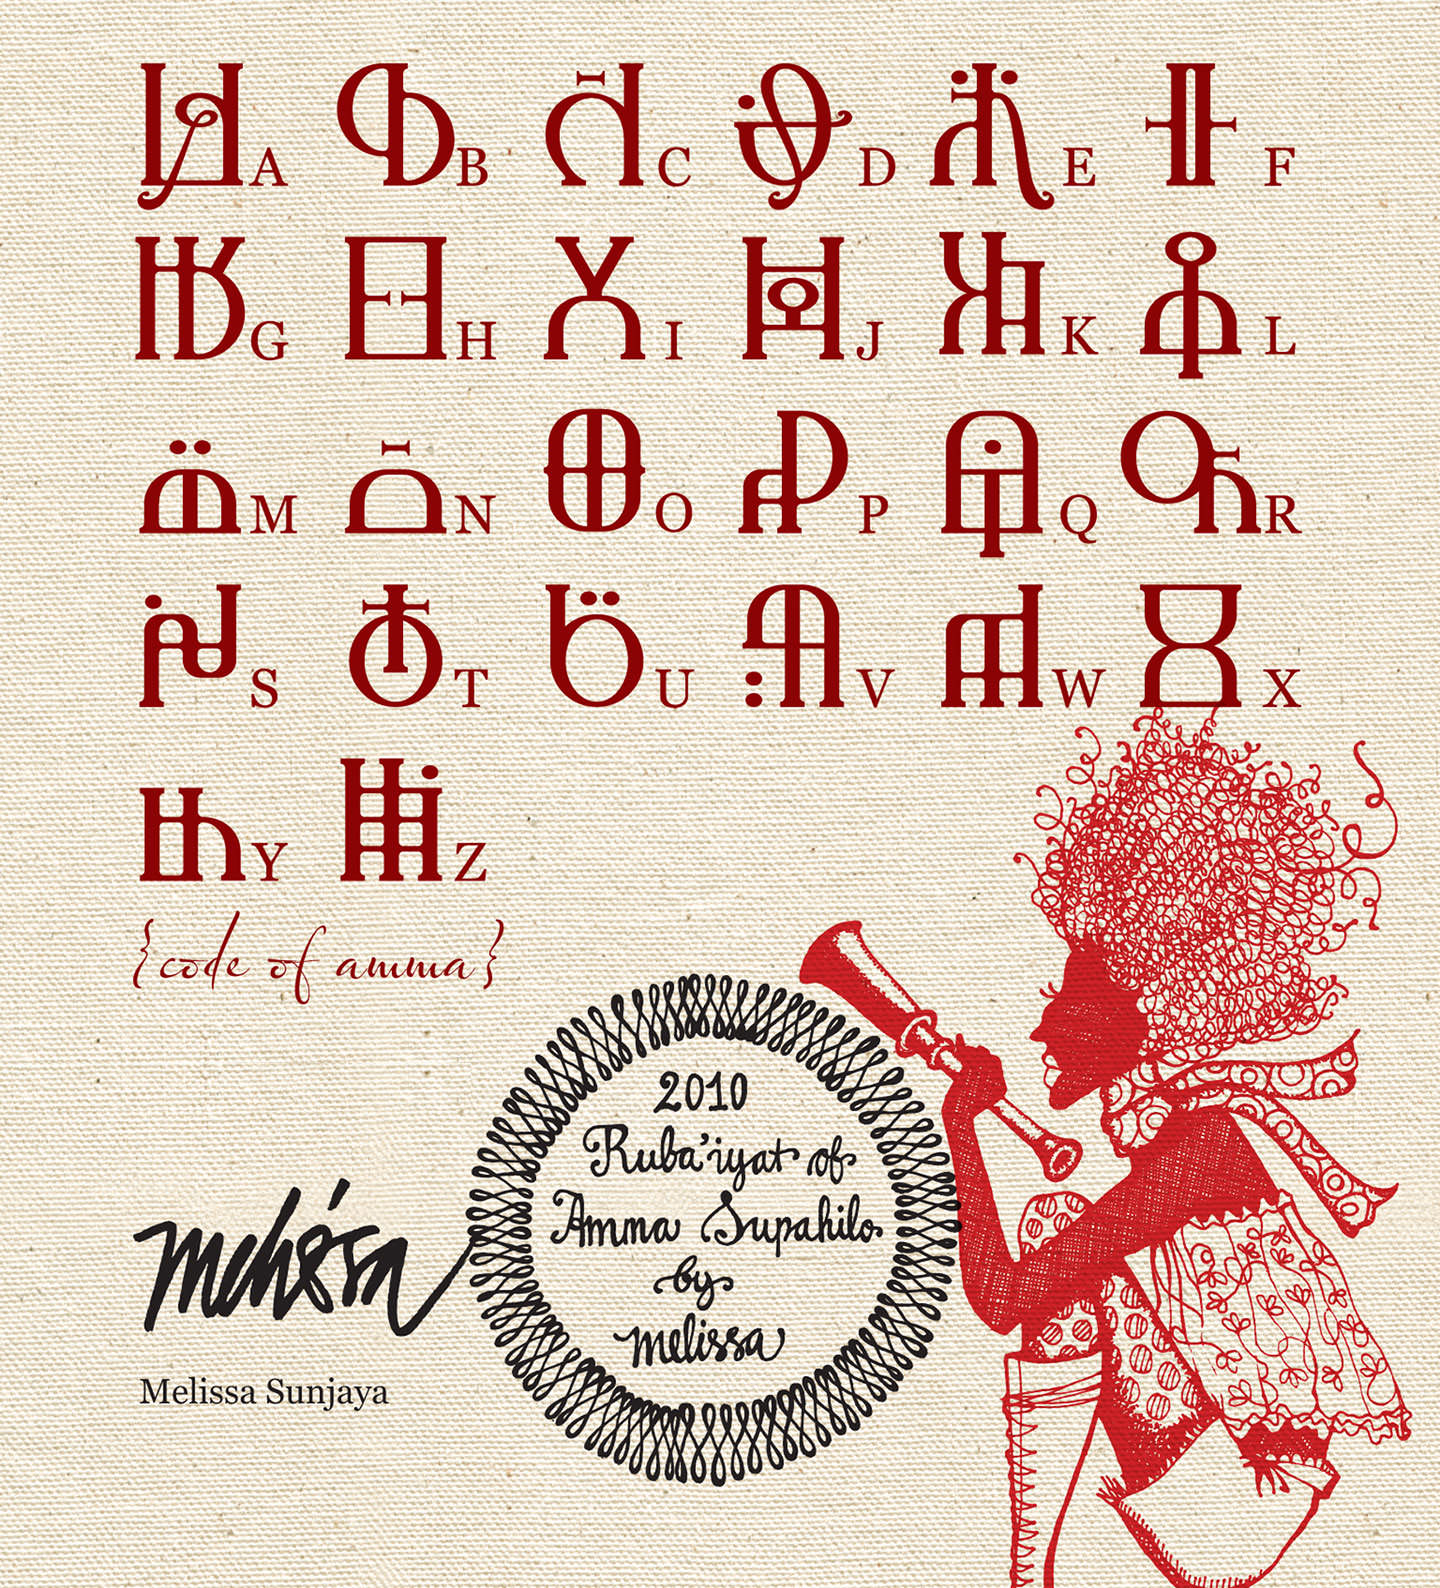 A B C D E F
G H I J K L
M N O P Q R
S T U V W X
Y Z
{code of amma}
2010
Ruba'iyat of
Amma Supahilo
by
melissa
melissa
Melissa Sunjaya